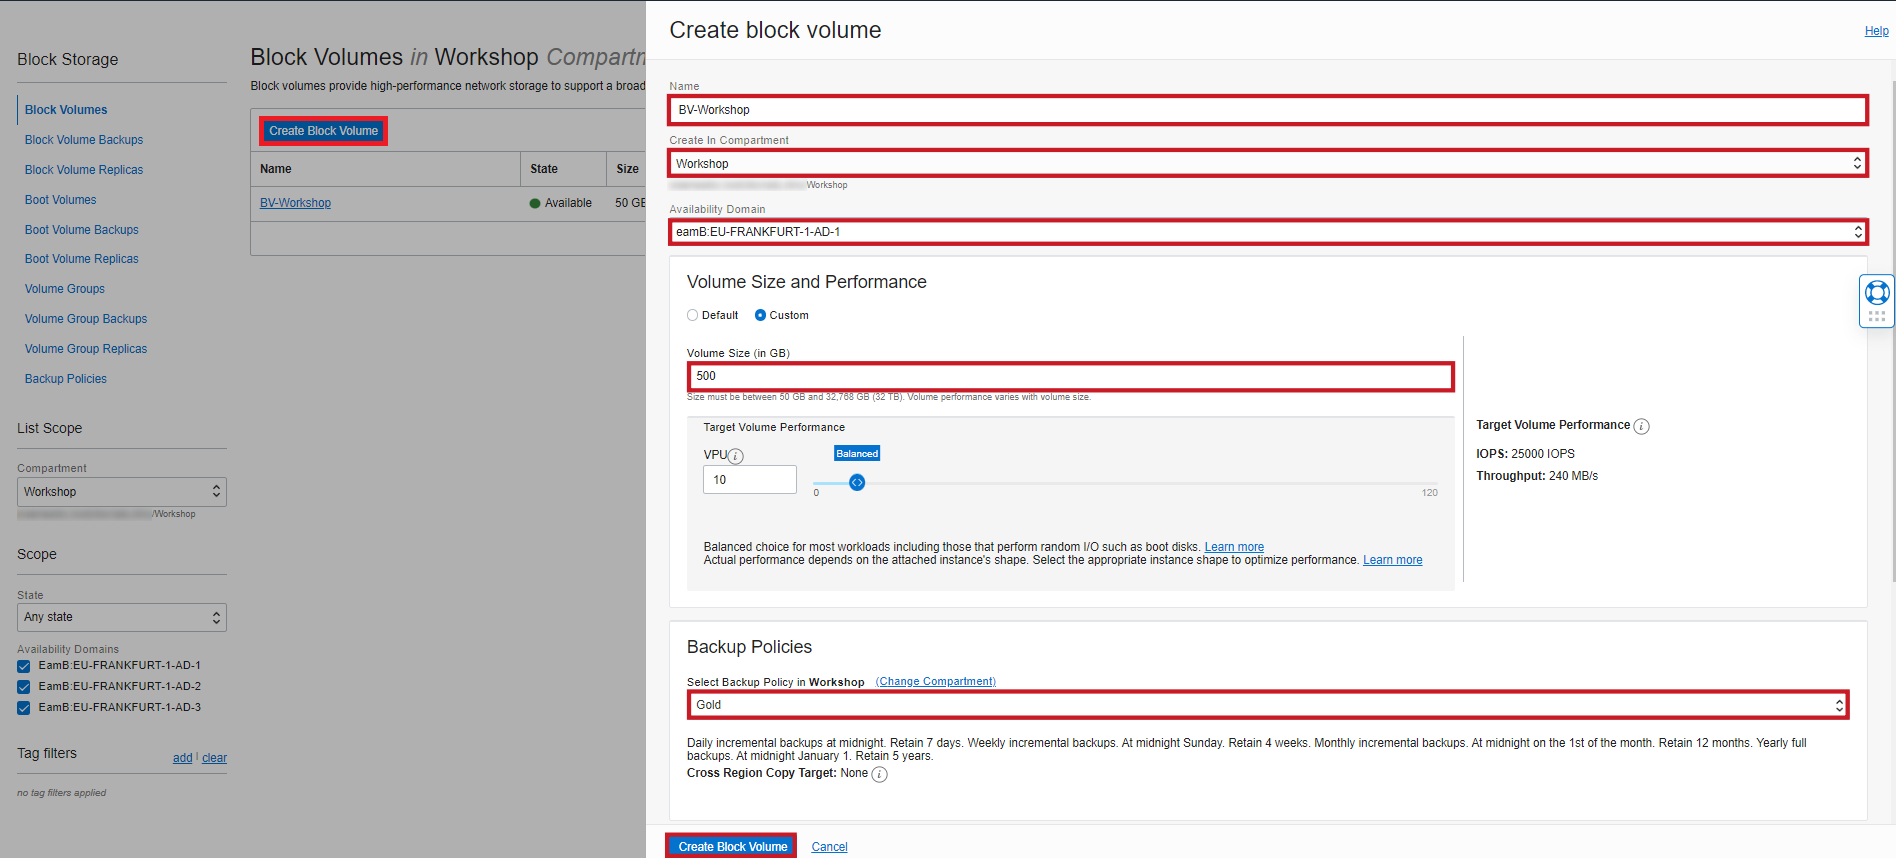 Block Storage
Block Volumes
Block Volume Backups
Block Volume Replicas
Boot Volumes
Boot Volume Backups
Boot Volume Replicas
Volume Groups
Volume Group Backups
Volume Group Replicas
Backup Policies
List Scope
Compartment
Workshop
/Workshop
Scope
State
Any state
Availability Domains
EamB:EU-FRANKFURT-1-AD-1
EamB:EU-FRANKFURT-1-AD-2
EamB:EU-FRANKFURT-1-AD-3
Tag filters add | clear
no tag filters applied
Block Volumes in Workshop Compartm
Block volumes provide high-performance network storage to support a broad
Create Block Volume
Name State Size
BV-Workshop Available 50 GB
Create block volume
Help
Name
BV-Workshop
Create In Compartment
Workshop
/Workshop
Availability Domain
eamB:EU-FRANKFURT-1-AD-1
Volume Size and Performance
Default Custom
Volume Size (in GB)
500
Size must be between 50 GB and 32,768 GB (32 TB). Volume performance varies with volume size.
Target Volume Performance
VPU i
10
Balanced
0 120
Balanced choice for most workloads including those that perform random I/O such as boot disks. Learn more
Actual performance depends on the attached instance's shape. Select the appropriate instance shape to optimize performance. Learn more
Target Volume Performance i
IOPS: 25000 IOPS
Throughput: 240 MB/s
Backup Policies
Select Backup Policy in Workshop (Change Compartment)
Gold
Daily incremental backups at midnight. Retain 7 days. Weekly incremental backups. At midnight Sunday. Retain 4 weeks. Monthly incremental backups. At midnight on the 1st of the month. Retain 12 months. Yearly full
backups. At midnight January 1. Retain 5 years.
Cross Region Copy Target: None i
Create Block Volume Cancel